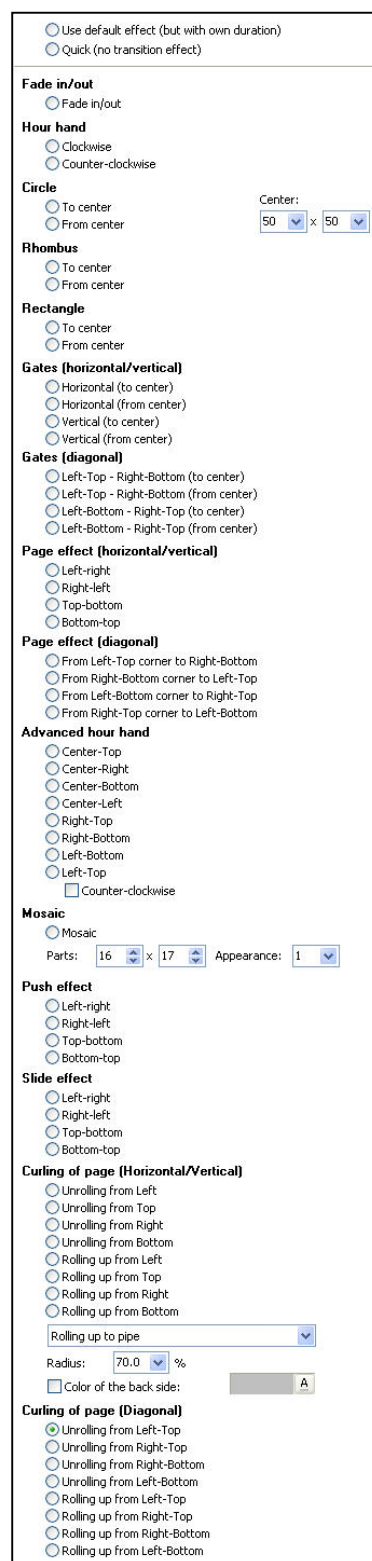 Use default effect (but with own duration)
Quick (no transition effect)
Fade in/out
Fade in/out
Hour hand
Clockwise
Counter-clockwise
Circle
To center
From center
Center:
50 x 50
Rhombus
To center
From center
Rectangle
To center
From center
Gates (horizontal/vertical)
Horizontal (to center)
Horizontal (from center)
Vertical (to center)
Vertical (from center)
Gates (diagonal)
Left-Top - Right-Bottom (to center)
Left-Top - Right-Bottom (from center)
Left-Bottom - Right-Top (to center)
Left-Bottom - Right-Top (from center)
Page effect (horizontal/vertical)
Left-right
Right-left
Top-bottom
Bottom-top
Page effect (diagonal)
From Left-Top corner to Right-Bottom
From Right-Bottom corner to Left-Top
From Left-Bottom corner to Right-Top
From Right-Top corner to Left-Bottom
Advanced hour hand
Center-Top
Center-Right
Center-Bottom
Center-Left
Right-Top
Right-Bottom
Left-Bottom
Left-Top
Counter-clockwise
Mosaic
Mosaic
Parts: 16 x 17 Appearance: 1
Push effect
Left-right
Right-left
Top-bottom
Bottom-top
Slide effect
Left-right
Right-left
Top-bottom
Bottom-top
Curling of page (Horizontal/Vertical)
Unrolling from Left
Unrolling from Top
Unrolling from Right
Unrolling from Bottom
Rolling up from Left
Rolling up from Top
Rolling up from Right
Rolling up from Bottom
Rolling up to pipe
Radius: 70.0 %
Color of the back side: A
Curling of page (Diagonal)
Unrolling from Left-Top
Unrolling from Right-Top
Unrolling from Right-Bottom
Unrolling from Left-Bottom
Rolling up from Left-Top
Rolling up from Right-Top
Rolling up from Right-Bottom
Rolling up from Left-Bottom